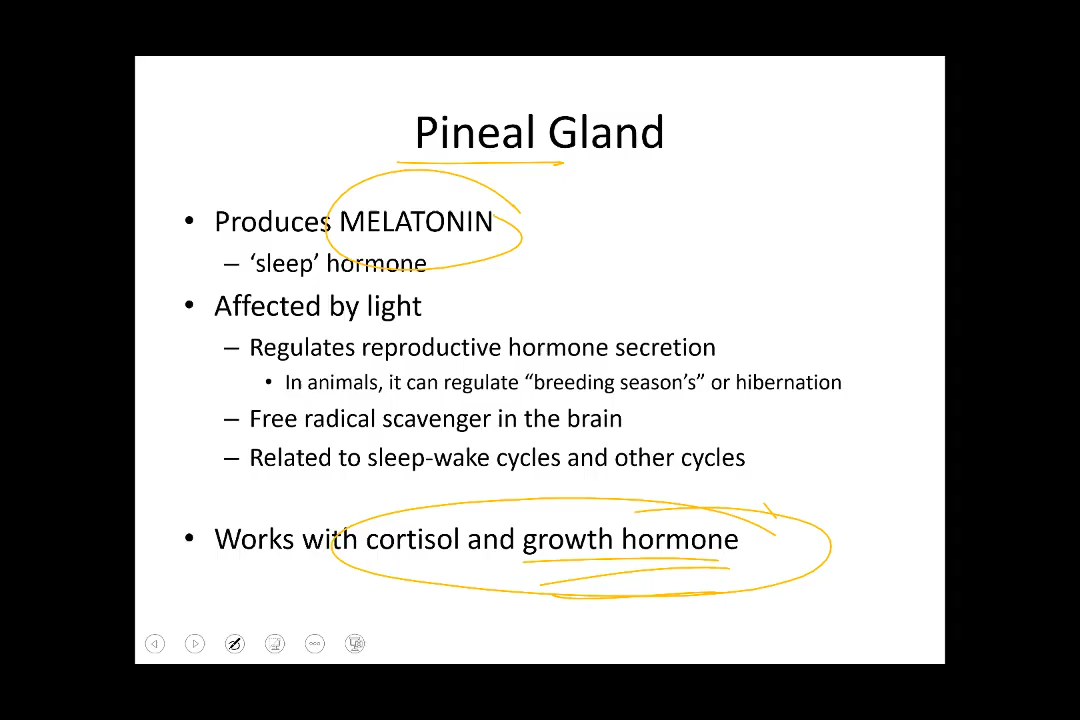 Pineal Gland
• Produces MELATONIN
– ‘sleep’ hormone
• Affected by light
– Regulates reproductive hormone secretion
• In animals, it can regulate “breeding season’s” or hibernation
– Free radical scavenger in the brain
– Related to sleep-wake cycles and other cycles
• Works with cortisol and growth hormone